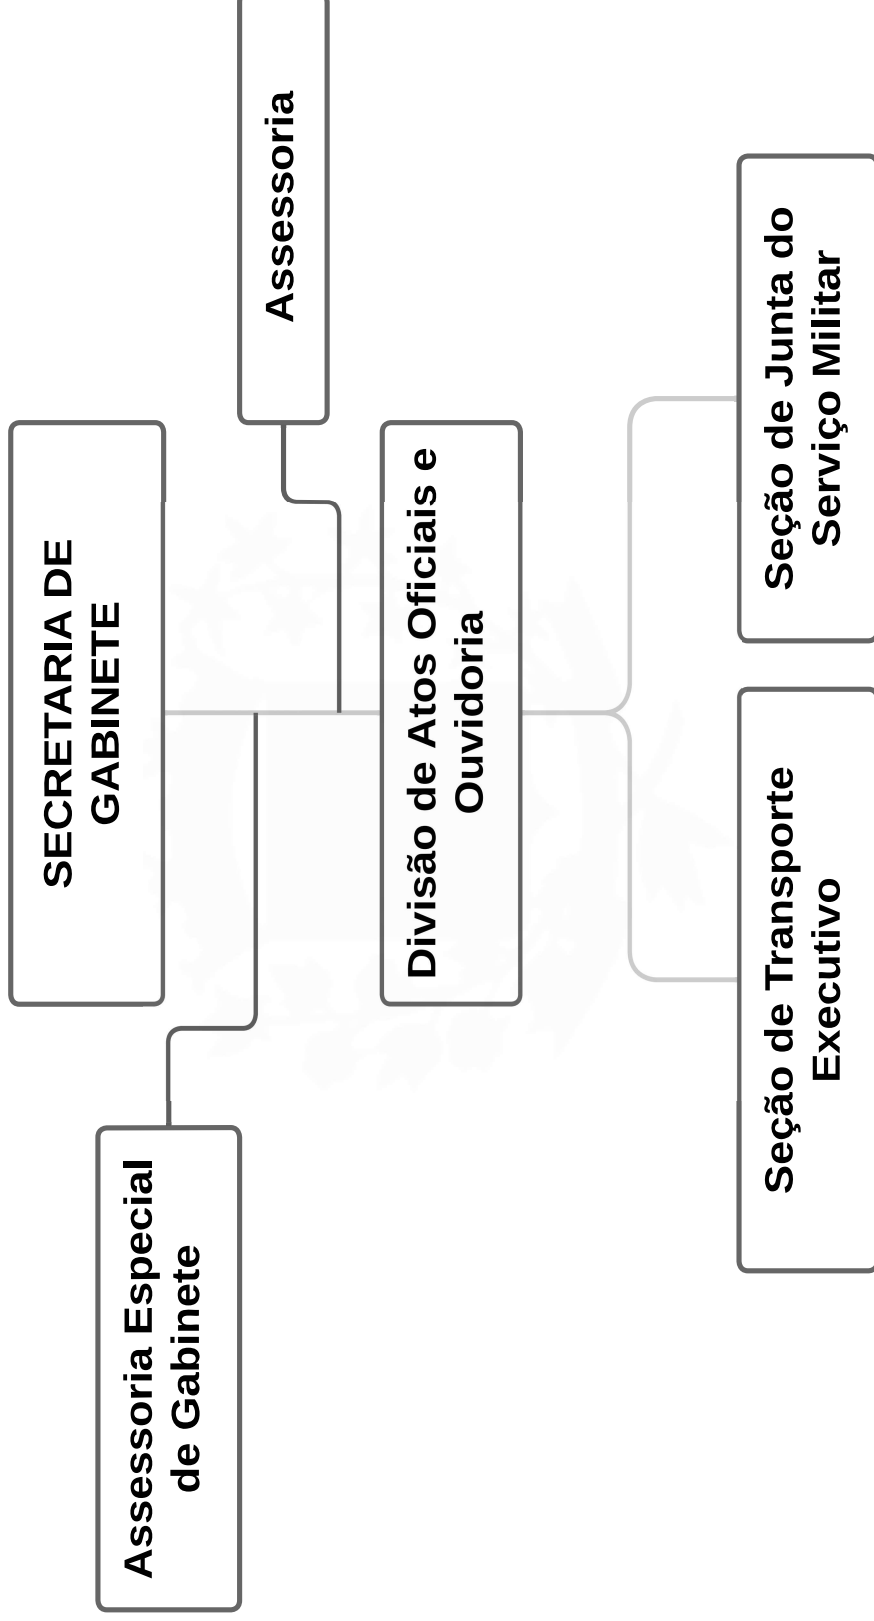 SECRETARIA DE
GABINETE
Assessoria Especial
de Gabinete
Assessoria
Divisão de Atos Oficiais e
Ouvidoria
Seção de Transporte
Executivo
Seção de Junta do
Serviço Militar